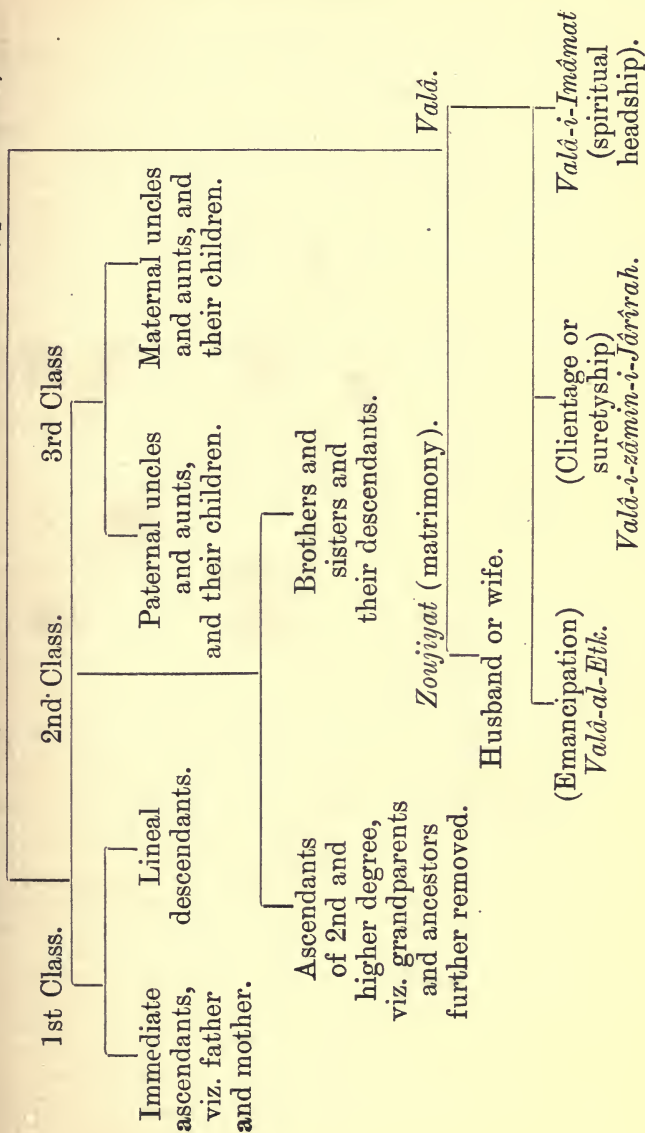 1st Class.
2nd Class.
3rd Class
Immediate
ascendants,
viz. father
and mother.
Lineal
descendants.
Paternal uncles
and aunts,
and their children.
Maternal uncles
and aunts, and
their children.
Ascendants
of 2nd and
higher degree,
viz. grandparents
and ancestors
further removed.
Brothers and
sisters and
their descendants.
Zoujiyat (matrimony).
Valâ.
Husband or wife.
(Emancipation)
Valâ-al-Etk.
(Clientage or
suretyship)
Valâ-i-zâmin-i-Jârîrah.
Valâ-i-Imâmat
(spiritual
headship).